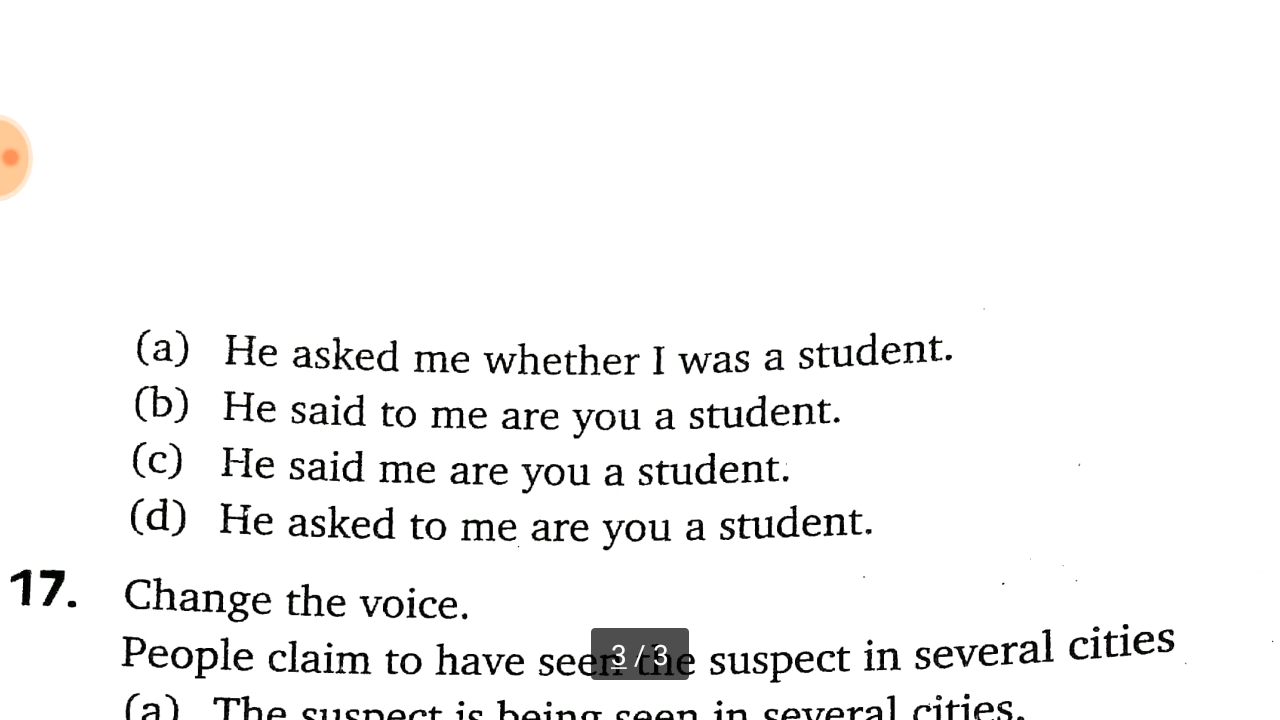 (a) He asked me whether I was a student.
(b) He said to me are you a student.
(c) He said me are you a student.
(d) He asked to me are you a student.
17. Change the voice.
People claim to have seen the suspect in several cities
3 / 3
(a) The suspect is being seen in several cities.